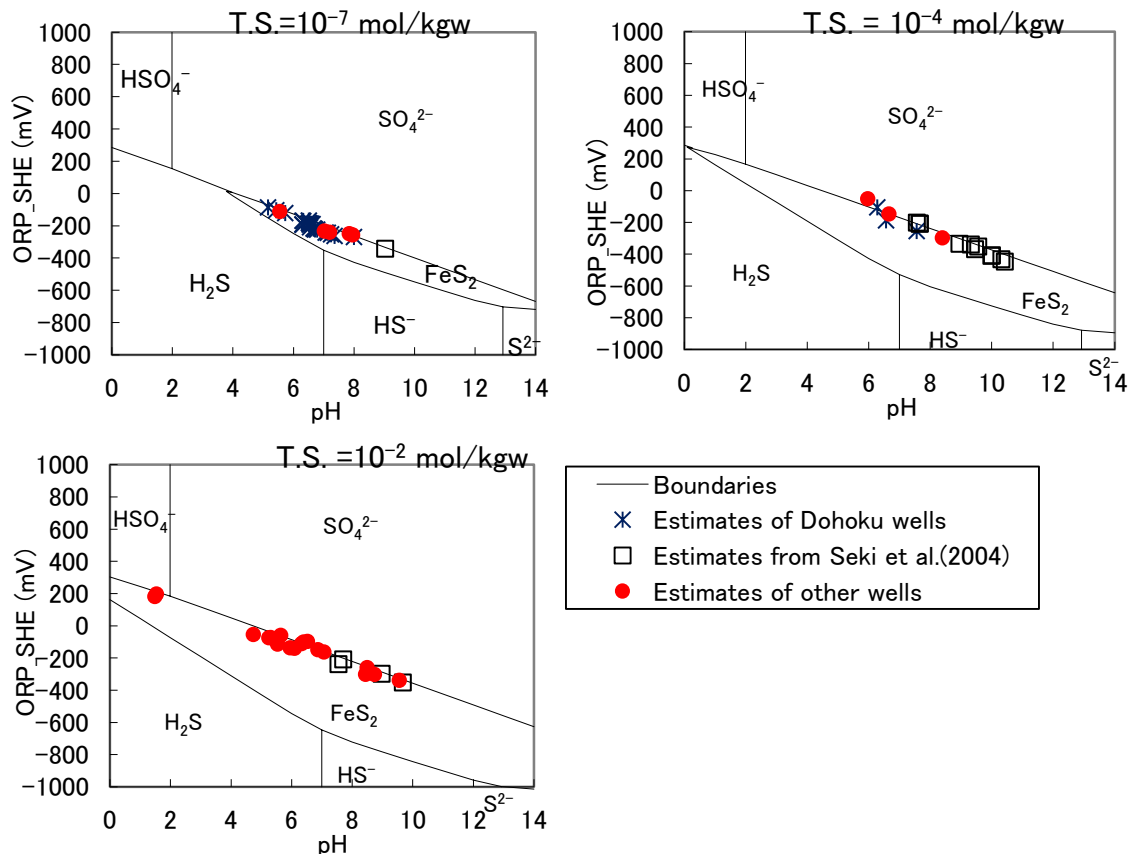 T.S.=10⁻⁷ mol/kgw
1000
800
600
400
200
0
−200
−400
−600
−800
−1000
ORP_SHE (mV)
HSO₄⁻
SO₄²⁻
H₂S
FeS₂
HS⁻
S²⁻
0 2 4 6 8 10 12 14
pH
T.S. = 10⁻⁴ mol/kgw
1000
800
600
400
200
0
−200
−400
−600
−800
−1000
ORP_SHE (mV)
HSO₄⁻
SO₄²⁻
H₂S
FeS₂
HS⁻
S²⁻
0 2 4 6 8 10 12 14
pH
T.S. =10⁻² mol/kgw
1000
800
600
400
200
0
−200
−400
−600
−800
−1000
ORP_SHE (mV)
HSO₄⁻
SO₄²⁻
H₂S
FeS₂
HS⁻
S²⁻
0 2 4 6 8 10 12 14
pH
Boundaries
Estimates of Dohoku wells
Estimates from Seki et al.(2004)
Estimates of other wells